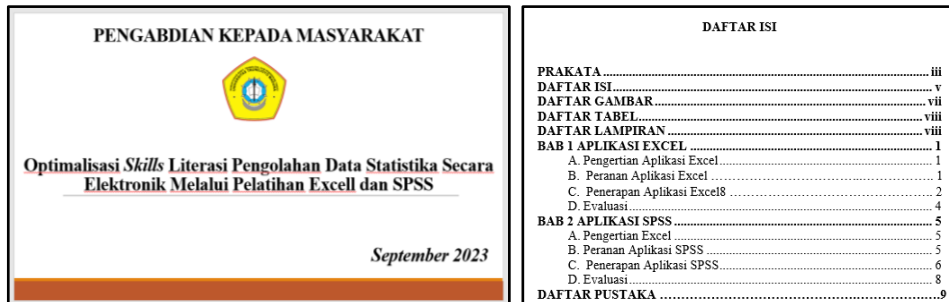 PENGABDIAN KEPADA MASYARAKAT
Optimalisasi Skills Literasi Pengolahan Data Statistika Secara
Elektronik Melalui Pelatihan Excell dan SPSS
September 2023
DAFTAR ISI
PRAKATA ........ iii
DAFTAR ISI ........ v
DAFTAR GAMBAR ........ vii
DAFTAR TABEL ........ viii
DAFTAR LAMPIRAN ........ viii
BAB 1 APLIKASI EXCEL ........ 1
A. Pengertian Aplikasi Excel ........ 1
B. Peranan Aplikasi Excel ........ 1
C. Penerapan Aplikasi Excel8 ........ 2
D. Evaluasi ........ 4
BAB 2 APLIKASI SPSS ........ 5
A. Pengertian Excel ........ 5
B. Peranan Aplikasi SPSS ........ 5
C. Penerapan Aplikasi SPSS ........ 6
D. Evaluasi ........ 8
DAFTAR PUSTAKA ........ 9